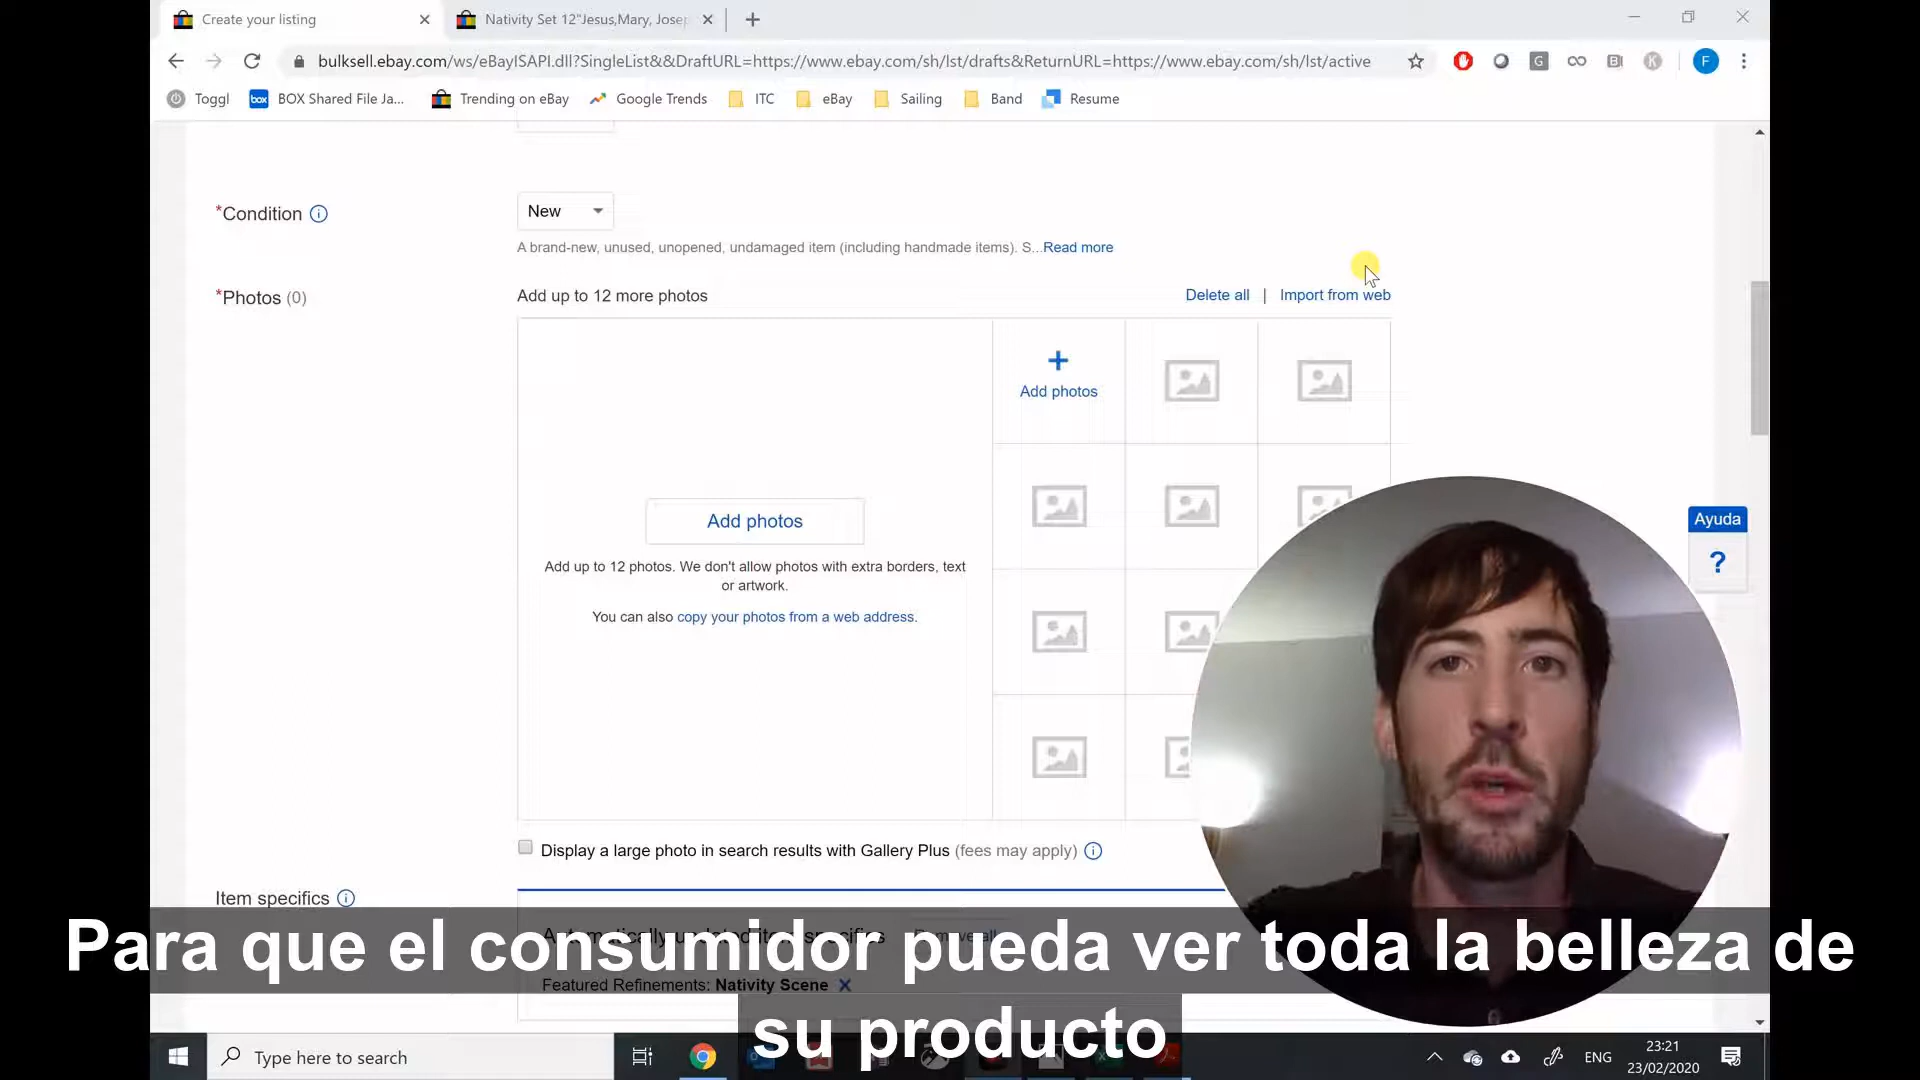 Create your listing
Nativity Set 12"Jesus,Mary, Josep
bulksell.ebay.com/ws/eBayISAPI.dll?SingleList&&DraftURL=https://www.ebay.com/sh/lst/drafts&ReturnURL=https://www.ebay.com/sh/lst/active
G
B
K
F
Toggl
box
BOX Shared File Ja...
Trending on eBay
Google Trends
ITC
eBay
Sailing
Band
Resume
*Condition
New
A brand-new, unused, unopened, undamaged item (including handmade items). S...Read more
*Photos (0)
Add up to 12 more photos
Delete all | Import from web
+
Add photos
Add photos
Add up to 12 photos. We don't allow photos with extra borders, text
or artwork.
You can also copy your photos from a web address.
Ayuda
?
Display a large photo in search results with Gallery Plus (fees may apply)
Item specifics
Automatically updated item specifics
Remove all
Para que el consumidor pueda ver toda la belleza de
Featured Refinements: Nativity Scene X
su producto
Type here to search
ENG
23:21
23/02/2020